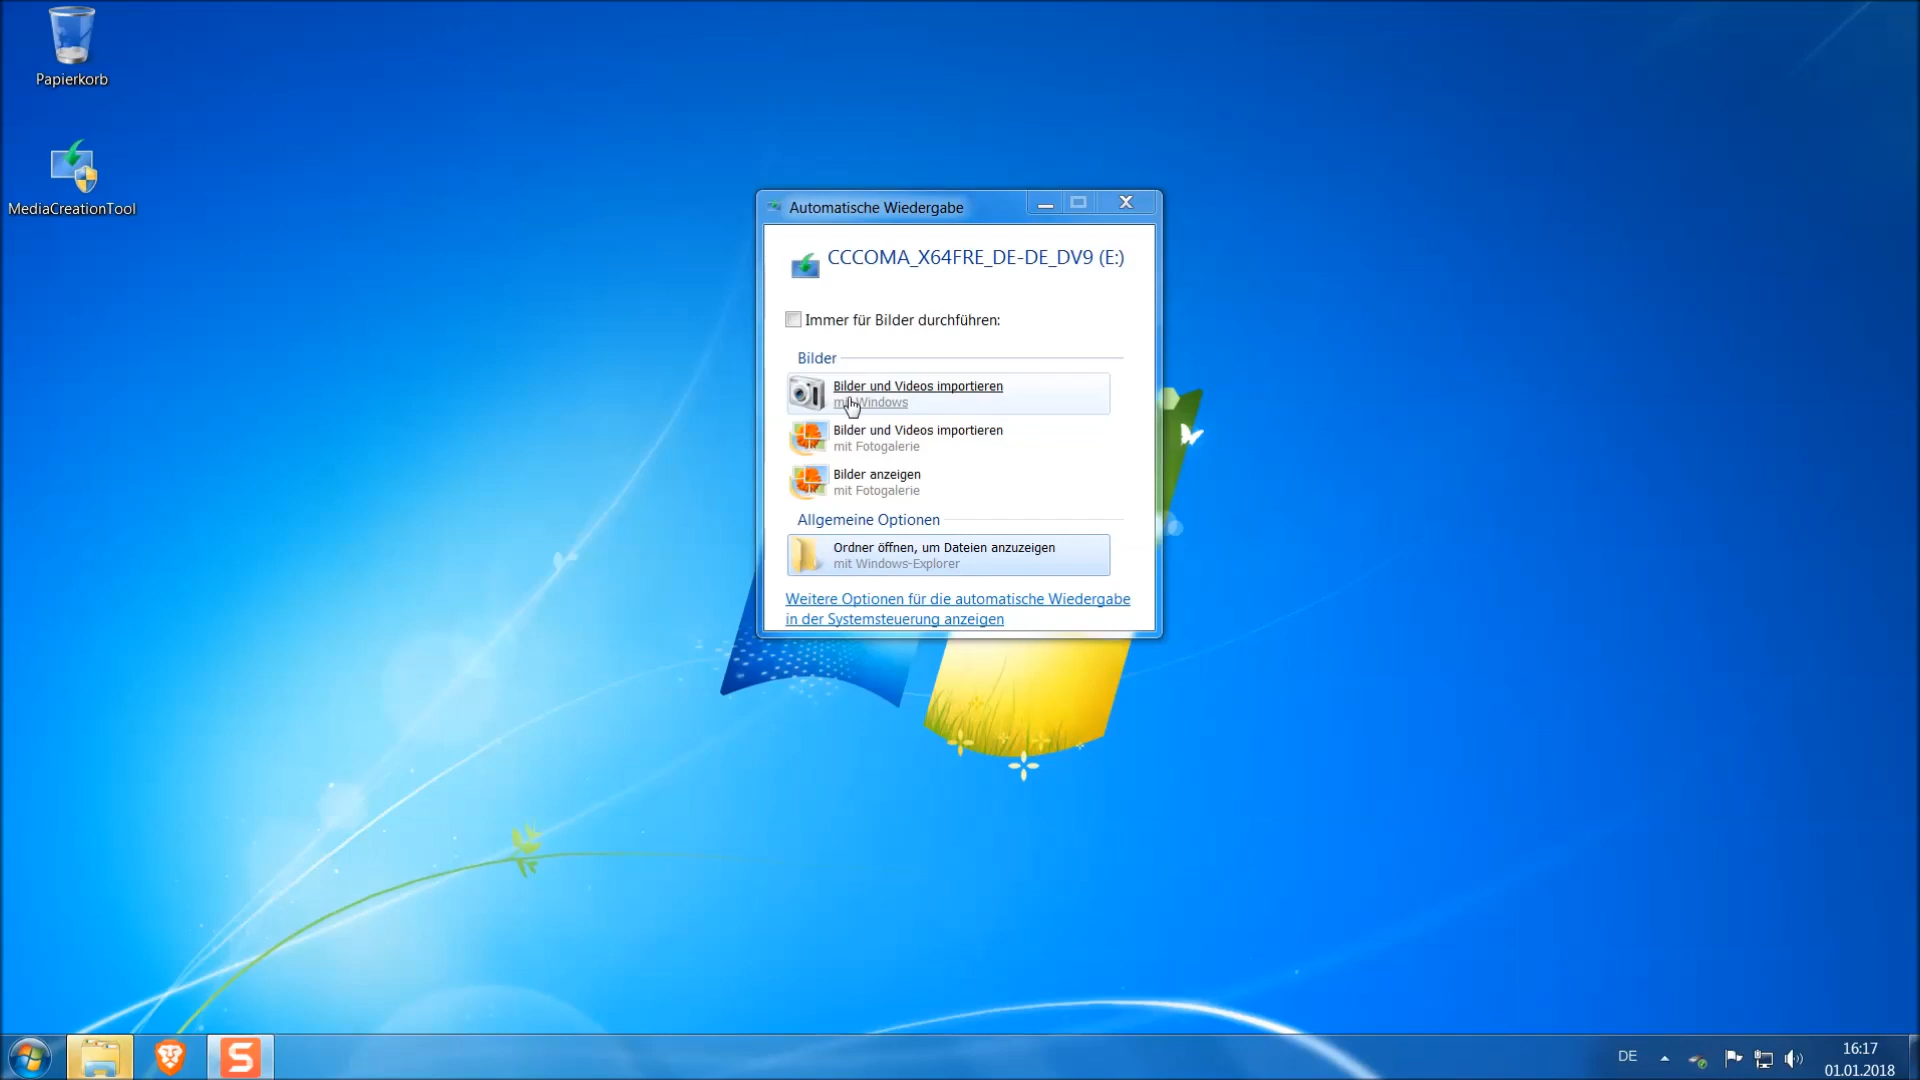 Papierkorb
MediaCreationTool
Automatische Wiedergabe
CCCOMA_X64FRE_DE-DE_DV9 (E:)
Immer für Bilder durchführen:
Bilder
Bilder und Videos importieren
mit Windows
Bilder und Videos importieren
mit Fotogalerie
Bilder anzeigen
mit Fotogalerie
Allgemeine Optionen
Ordner öffnen, um Dateien anzuzeigen
mit Windows-Explorer
Weitere Optionen für die automatische Wiedergabe
in der Systemsteuerung anzeigen
S
DE
16:17
01.01.2018